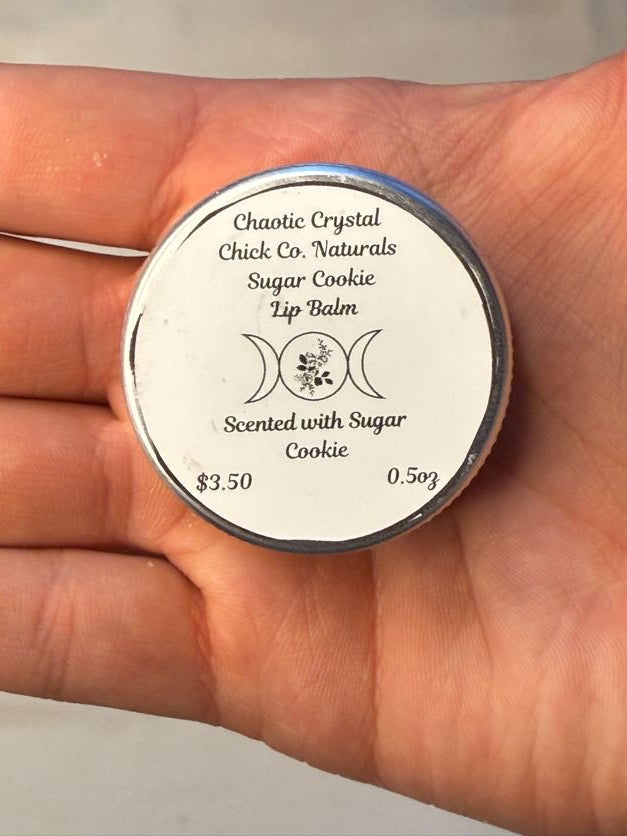 Chaotic Crystal
Chick Co. Naturals
Sugar Cookie
Lip Balm
Scented with Sugar
Cookie
$3.50 0.5oz